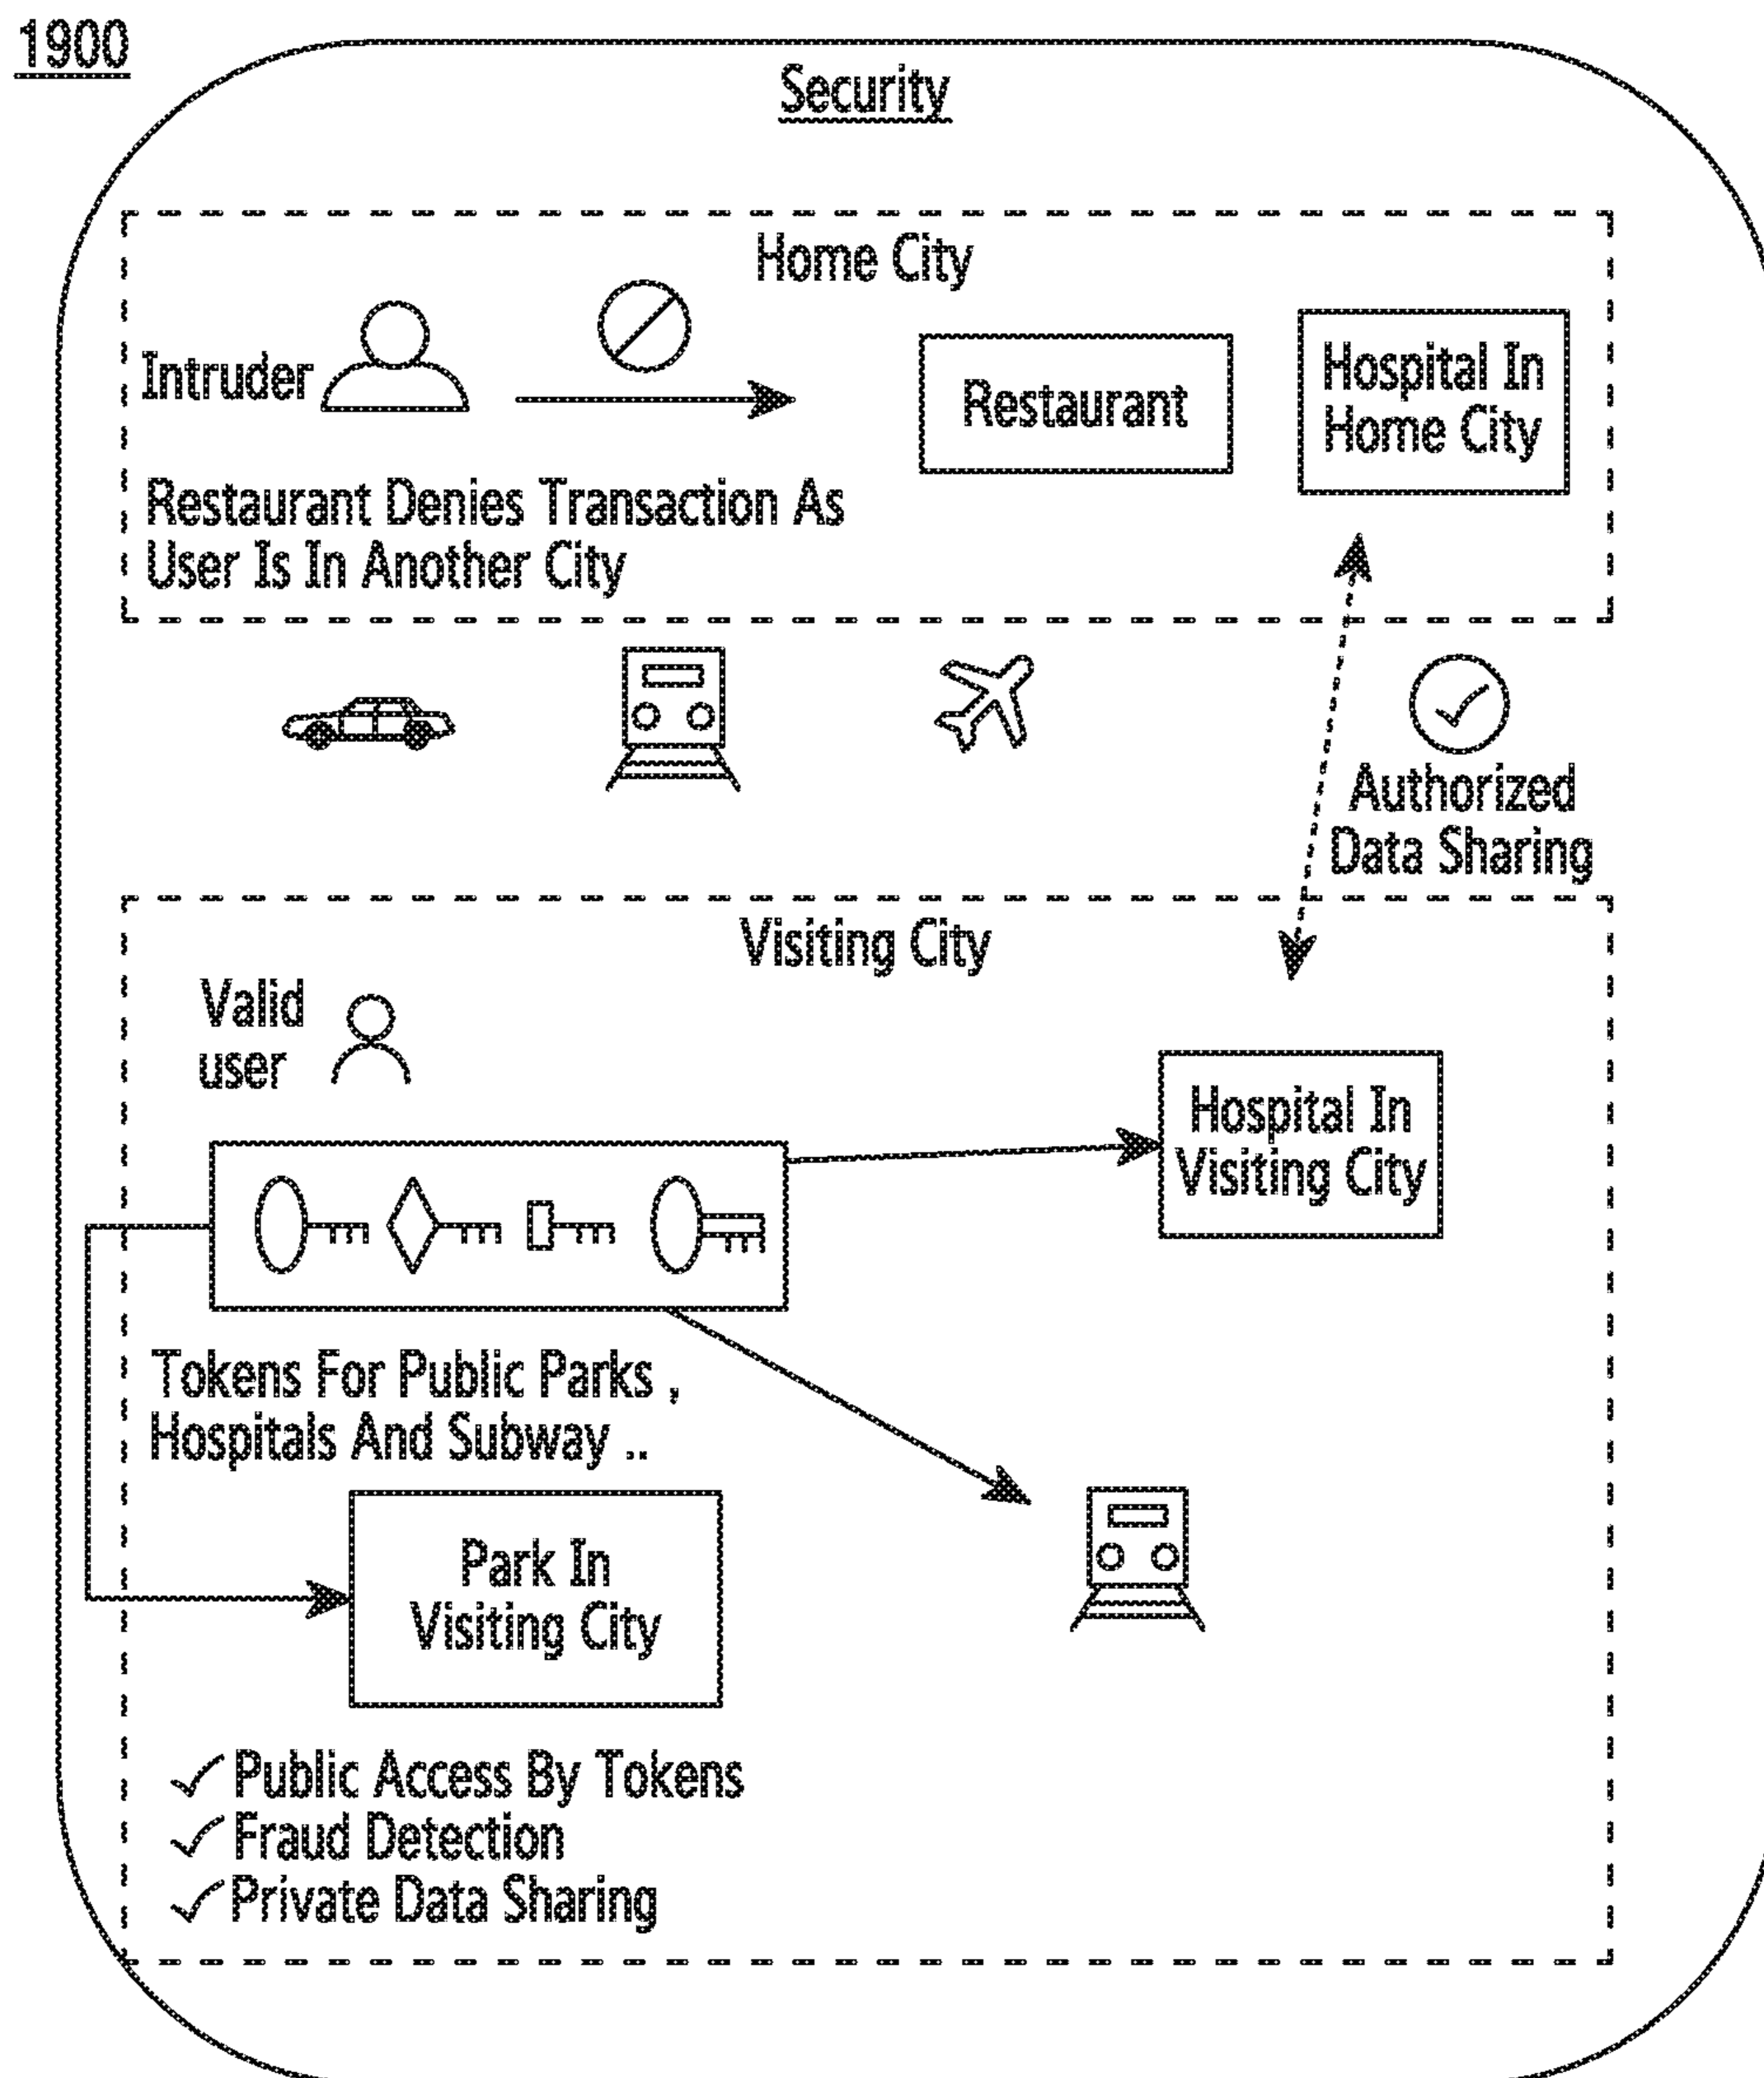 1900
Security
Home City
Intruder
Restaurant
Hospital In
Home City
Restaurant Denies Transaction As
User Is In Another City
Authorized
Data Sharing
Visiting City
Valid
user
Hospital In
Visiting City
Tokens For Public Parks ,
Hospitals And Subway ..
Park In
Visiting City
✓ Public Access By Tokens
✓ Fraud Detection
✓ Private Data Sharing